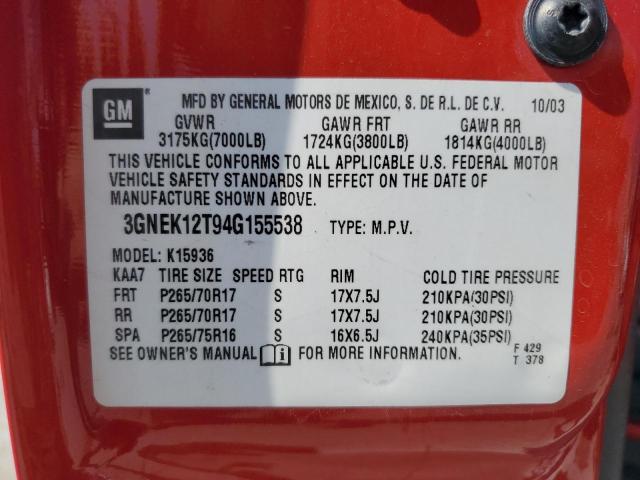 GM ® MFD BY GENERAL MOTORS DE MEXICO, S. DE R.L. DE C.V. 10/03
GVWR GAWR FRT GAWR RR
3175KG(7000LB) 1724KG(3800LB) 1814KG(4000LB)
THIS VEHICLE CONFORMS TO ALL APPLICABLE U.S. FEDERAL MOTOR
VEHICLE SAFETY STANDARDS IN EFFECT ON THE DATE OF
MANUFACTURE SHOWN ABOVE.
3GNEK12T94G155538 TYPE: M.P.V.
MODEL: K15936
KAA7 TIRE SIZE SPEED RTG RIM COLD TIRE PRESSURE
FRT P265/70R17 S 17X7.5J 210KPA(30PSI)
RR P265/70R17 S 17X7.5J 210KPA(30PSI)
SPA P265/75R16 S 16X6.5J 240KPA(35PSI)
SEE OWNER'S MANUAL FOR MORE INFORMATION.
F 429
T 378